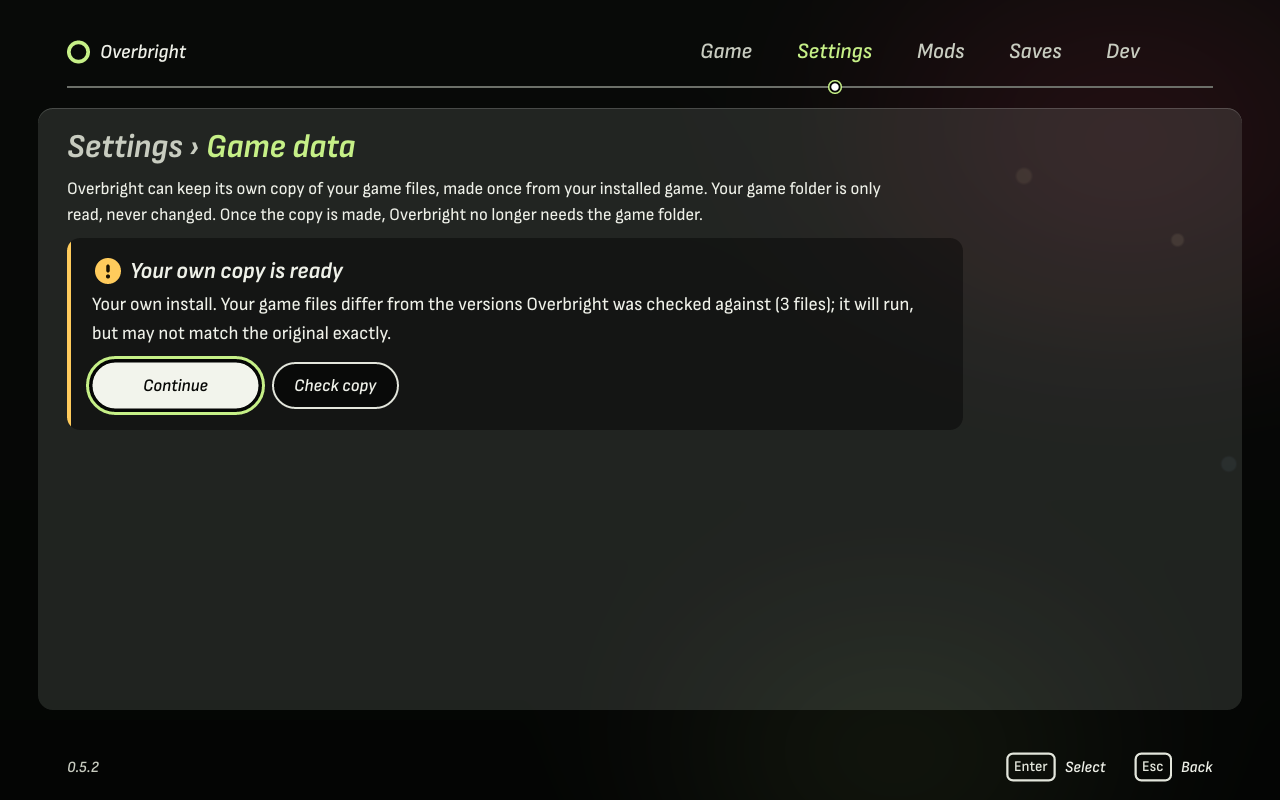 Overbright
Game Settings Mods Saves Dev
Settings › Game data
Overbright can keep its own copy of your game files, made once from your installed game. Your game folder is only
read, never changed. Once the copy is made, Overbright no longer needs the game folder.
Your own copy is ready
Your own install. Your game files differ from the versions Overbright was checked against (3 files); it will run,
but may not match the original exactly.
Continue Check copy
0.5.2
Enter Select Esc Back